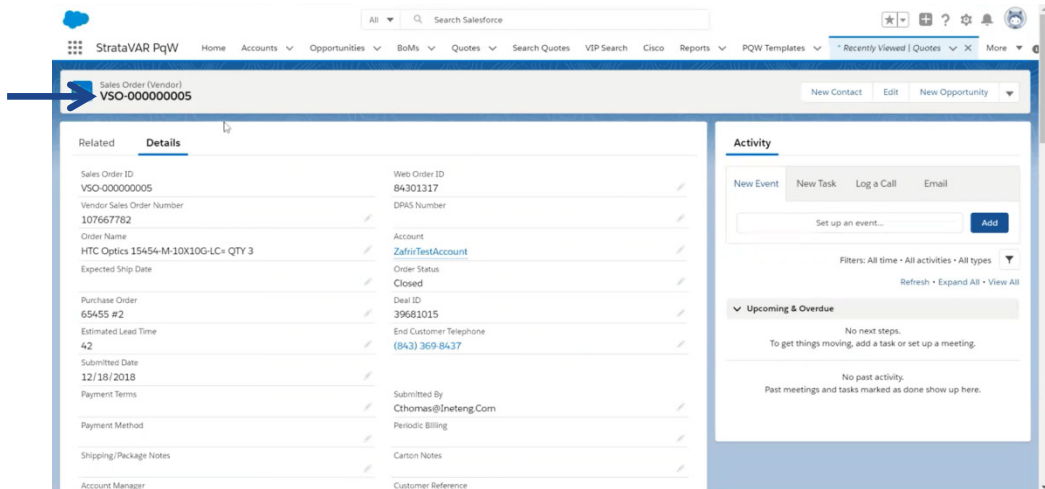 All
Search Salesforce
StrataVAR PqW Home Accounts Opportunities BoMs Quotes Search Quotes VIP Search Cisco Reports PQW Templates * Recently Viewed | Quotes More
Sales Order (Vendor)
VSO-000000005
New Contact Edit New Opportunity
Related Details
Sales Order ID
VSO-000000005
Web Order ID
84301317
Vendor Sales Order Number
107667782
DPAS Number
Order Name
HTC Optics 15454-M-10X10G-LC= QTY 3
Account
ZafrirTestAccount
Expected Ship Date
Order Status
Closed
Purchase Order
65455 #2
Deal ID
39681015
Estimated Lead Time
42
End Customer Telephone
(843) 369-8437
Submitted Date
12/18/2018
Payment Terms
Submitted By
Cthomas@Ineteng.Com
Payment Method
Periodic Billing
Shipping/Package Notes
Carton Notes
Account Manager
Customer Reference
Activity
New Event New Task Log a Call Email
Set up an event...
Add
Filters: All time • All activities • All types
Refresh • Expand All • View All
Upcoming & Overdue
No next steps.
To get things moving, add a task or set up a meeting.
No past activity.
Past meetings and tasks marked as done show up here.